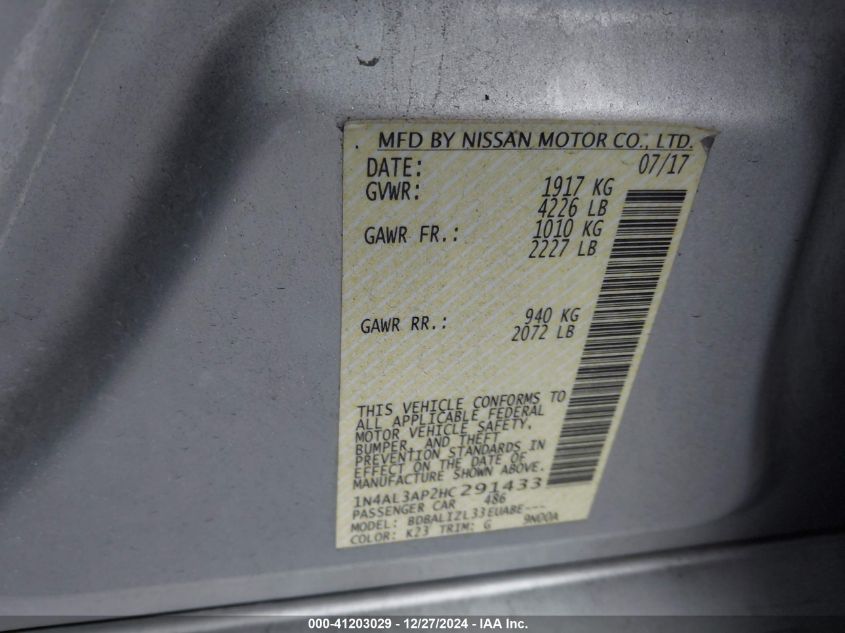 MFD BY NISSAN MOTOR CO., LTD.
DATE: 07/17
GVWR: 1917 KG
4226 LB
GAWR FR.: 1010 KG
2227 LB
GAWR RR.: 940 KG
2072 LB
THIS VEHICLE CONFORMS TO
ALL APPLICABLE FEDERAL
MOTOR VEHICLE SAFETY,
BUMPER, AND THEFT
PREVENTION STANDARDS IN
EFFECT ON THE DATE OF
MANUFACTURE SHOWN ABOVE.
1N4AL3AP2HC291433
PASSENGER CAR 486
MODEL: BDBALIZL33EUABE---
COLOR: K23 TRIM: G 9N00A
000-41203029 - 12/27/2024 - IAA Inc.